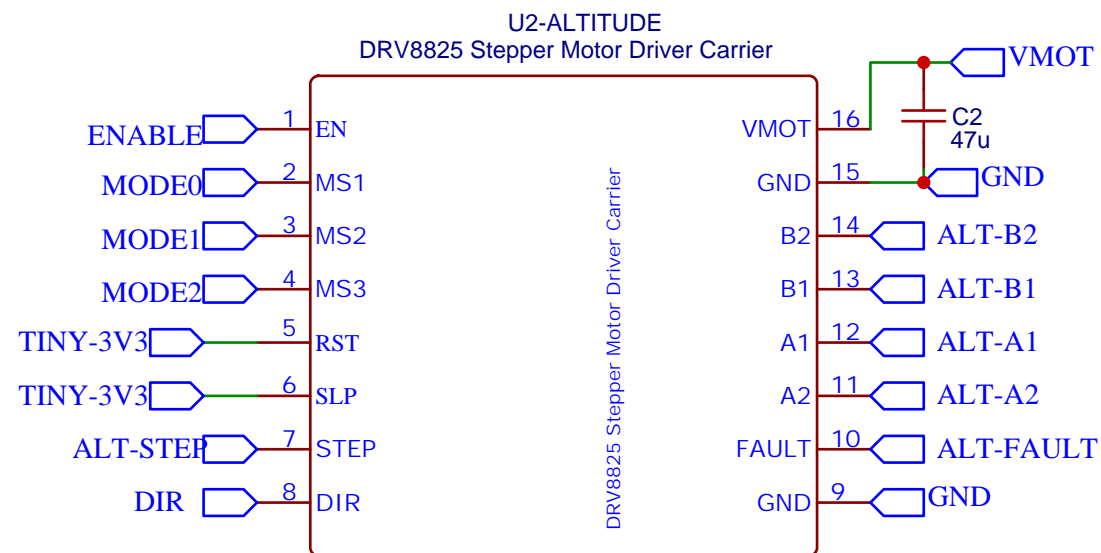 U2-ALTITUDE
DRV8825 Stepper Motor Driver Carrier
VMOT
ENABLE 1 EN
VMOT 16
C2
47u
MODE0 2 MS1
GND 15 GND
MODE1 3 MS2
B2 14 ALT-B2
MODE2 4 MS3
B1 13 ALT-B1
TINY-3V3 5 RST
A1 12 ALT-A1
TINY-3V3 6 SLP
A2 11 ALT-A2
ALT-STEP 7 STEP
FAULT 10 ALT-FAULT
DIR 8 DIR
GND 9 GND
DRV8825 Stepper Motor Driver Carrier